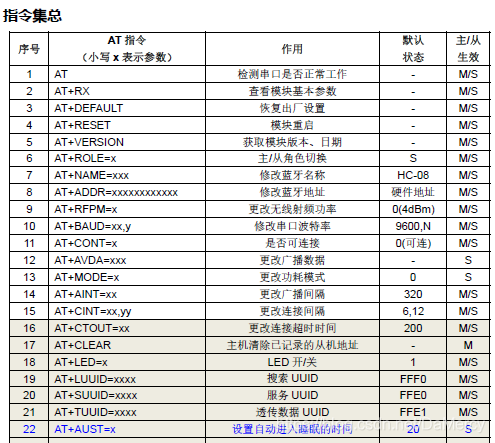 指令集总
序号 AT 指令 （小写 x 表示参数） 作用 默认状态 主/从生效
1 AT 检测串口是否正常工作 - M/S
2 AT+RX 查看模块基本参数 - M/S
3 AT+DEFAULT 恢复出厂设置 - M/S
4 AT+RESET 模块重启 - M/S
5 AT+VERSION 获取模块版本、日期 - M/S
6 AT+ROLE=x 主/从角色切换 S M/S
7 AT+NAME=xxx 修改蓝牙名称 HC-08 M/S
8 AT+ADDR=xxxxxxxxxxxx 修改蓝牙地址 硬件地址 M/S
9 AT+RFPM=x 更改无线射频功率 0(4dBm) M/S
10 AT+BAUD=xx,y 修改串口波特率 9600,N M/S
11 AT+CONT=x 是否可连接 0(可连) M/S
12 AT+AVDA=xxx 更改广播数据 - S
13 AT+MODE=x 更改功耗模式 0 S
14 AT+AINT=xx 更改广播间隔 320 M/S
15 AT+CINT=xx,yy 更改连接间隔 6,12 M/S
16 AT+CTOUT=xx 更改连接超时时间 200 M/S
17 AT+CLEAR 主机清除已记录的从机地址 - M
18 AT+LED=x LED 开/关 1 M/S
19 AT+LUUID=xxxx 搜索 UUID FFF0 M/S
20 AT+SUUID=xxxx 服务 UUID FFE0 M/S
21 AT+TUUID=xxxx 透传数据 UUID FFE1 M/S
22 AT+AUST=x 设置自动进入睡眠的时间 20 S